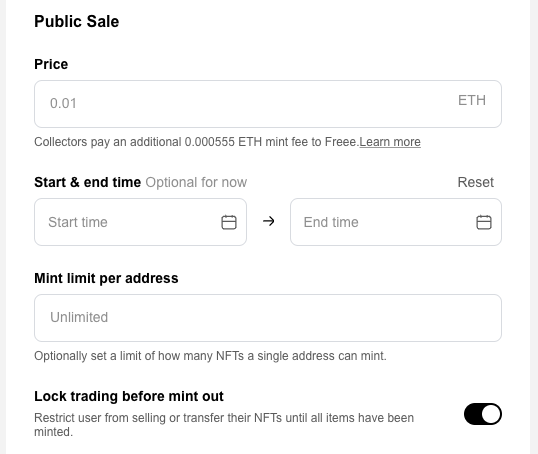 Public Sale
Price
0.01 ETH
Collectors pay an additional 0.000555 ETH mint fee to Freee.Learn more
Start & end time Optional for now Reset
Start time → End time
Mint limit per address
Unlimited
Optionally set a limit of how many NFTs a single address can mint.
Lock trading before mint out
Restrict user from selling or transfer their NFTs until all items have been
minted.